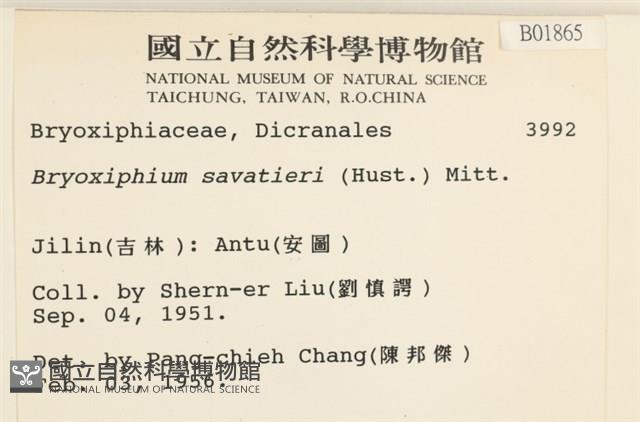 B01865
國立自然科學博物館
NATIONAL MUSEUM OF NATURAL SCIENCE
TAICHUNG, TAIWAN, R.O.CHINA
Bryoxiphiaceae, Dicranales 3992
Bryoxiphium savatieri (Hust.) Mitt.
Jilin(吉林): Antu(安圖)
Coll. by Shern-er Liu(劉慎諤)
Sep. 04, 1951.
Det. by Pang-chieh Chang(陳邦傑)
Feb. 03, 1956.
國立自然科學博物館
NATIONAL MUSEUM OF NATURAL SCIENCE